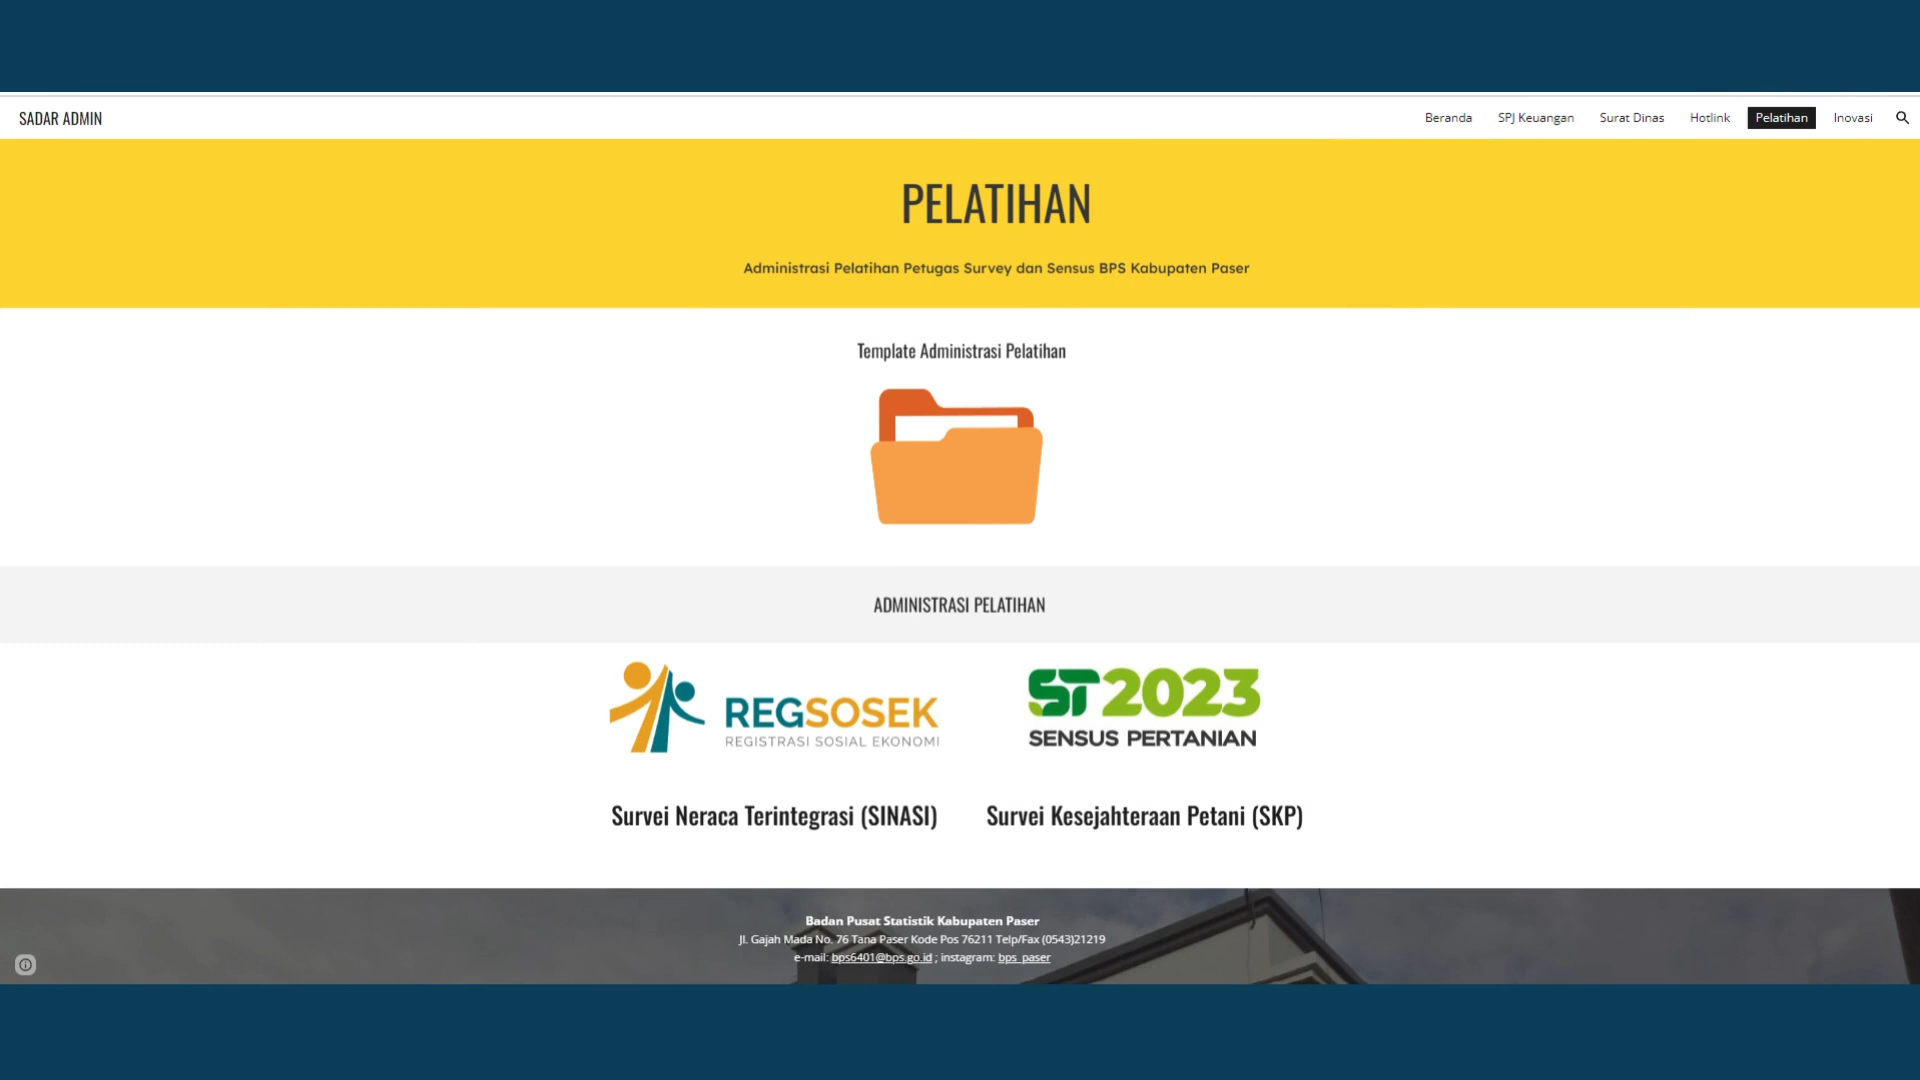 SADAR ADMIN
Beranda SPJ Keuangan Surat Dinas Hotlink Pelatihan Inovasi
PELATIHAN
Administrasi Pelatihan Petugas Survey dan Sensus BPS Kabupaten Paser
Template Administrasi Pelatihan
ADMINISTRASI PELATIHAN
REGSOSEK
REGISTRASI SOSIAL EKONOMI
ST2023
SENSUS PERTANIAN
Survei Neraca Terintegrasi (SINASI)
Survei Kesejahteraan Petani (SKP)
Badan Pusat Statistik Kabupaten Paser
Jl. Gajah Mada No. 76 Tana Paser Kode Pos 76211 Telp/Fax (0543)21219
e-mail: bps6401@bps.go.id ; instagram: bps_paser